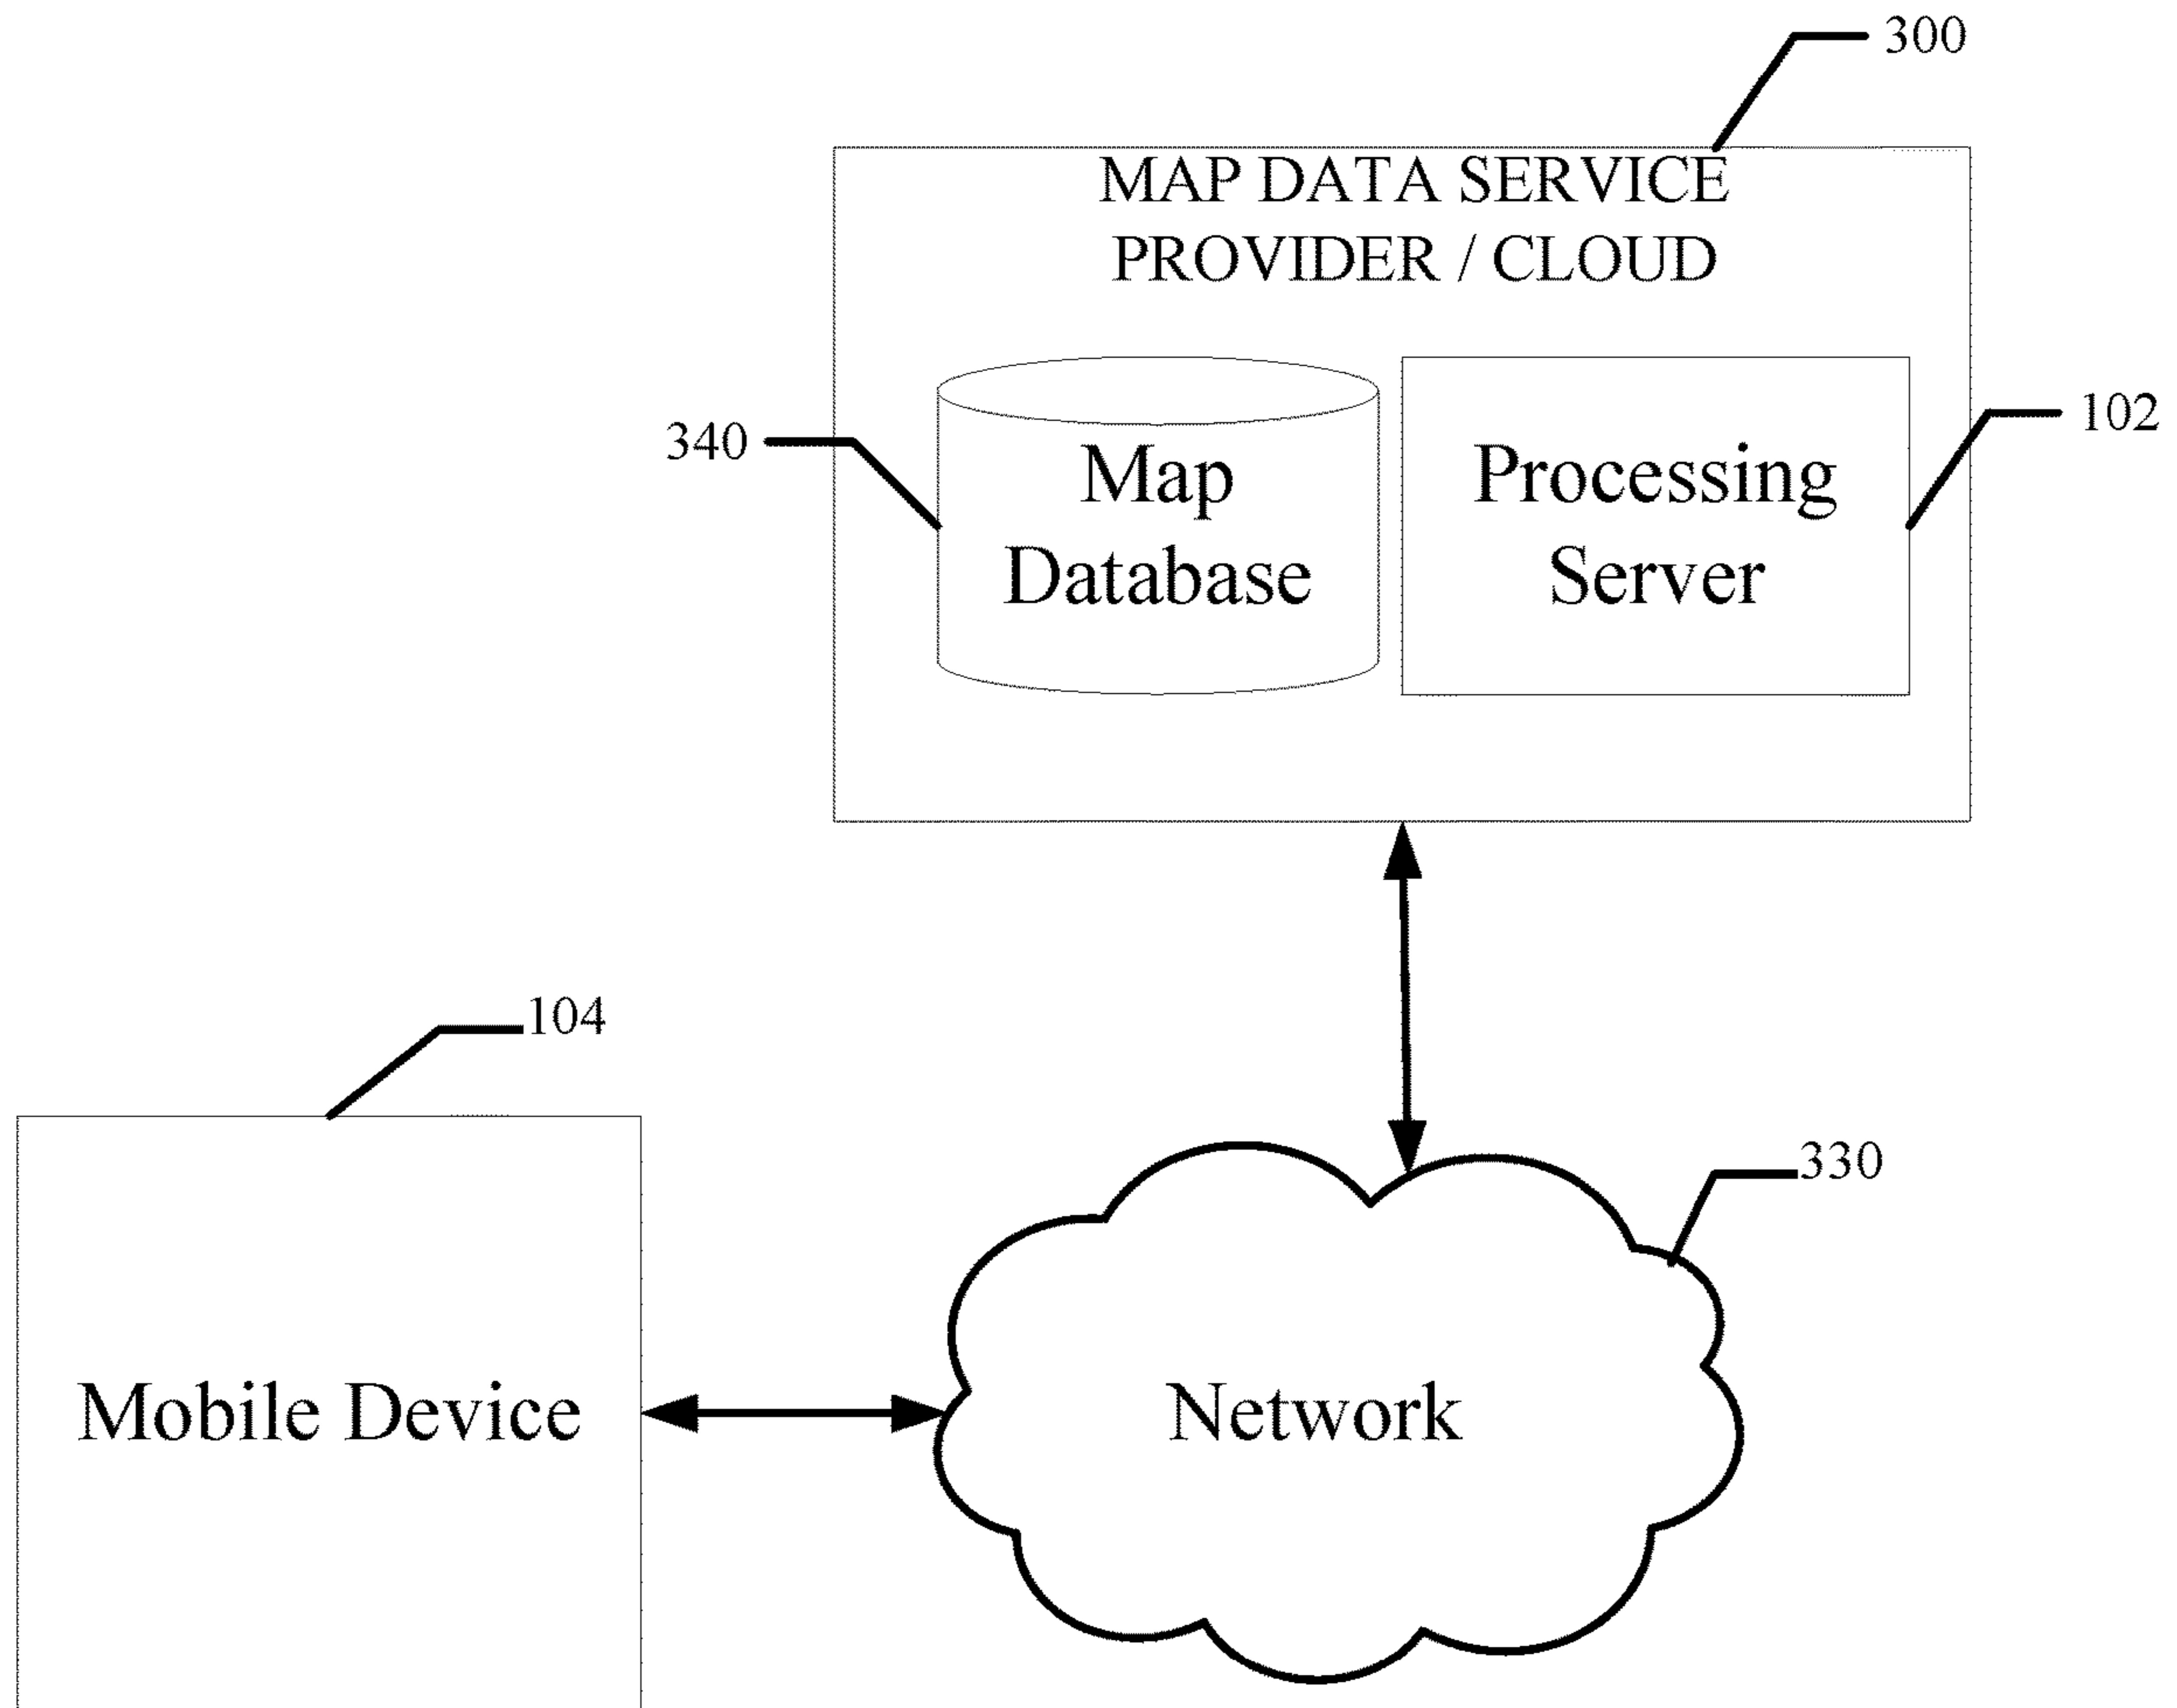 300
MAP DATA SERVICE
PROVIDER / CLOUD
340
Map
Database
Processing
Server
102
104
Mobile Device
330
Network